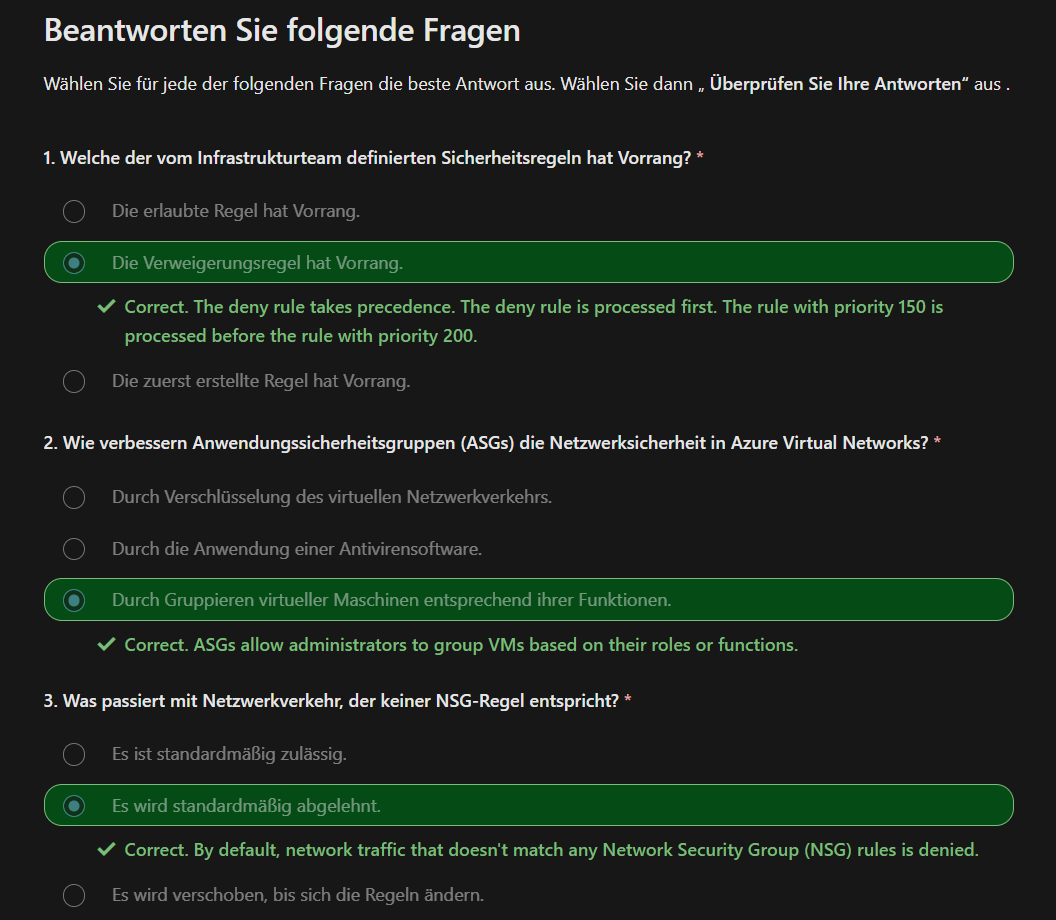 Beantworten Sie folgende Fragen
Wählen Sie für jede der folgenden Fragen die beste Antwort aus. Wählen Sie dann „ Überprüfen Sie Ihre Antworten“ aus .
1. Welche der vom Infrastrukturteam definierten Sicherheitsregeln hat Vorrang? *
Die erlaubte Regel hat Vorrang.
Die Verweigerungsregel hat Vorrang.
Correct. The deny rule takes precedence. The deny rule is processed first. The rule with priority 150 is
processed before the rule with priority 200.
Die zuerst erstellte Regel hat Vorrang.
2. Wie verbessern Anwendungssicherheitsgruppen (ASGs) die Netzwerksicherheit in Azure Virtual Networks? *
Durch Verschlüsselung des virtuellen Netzwerkverkehrs.
Durch die Anwendung einer Antivirensoftware.
Durch Gruppieren virtueller Maschinen entsprechend ihrer Funktionen.
Correct. ASGs allow administrators to group VMs based on their roles or functions.
3. Was passiert mit Netzwerkverkehr, der keiner NSG-Regel entspricht? *
Es ist standardmäßig zulässig.
Es wird standardmäßig abgelehnt.
Correct. By default, network traffic that doesn't match any Network Security Group (NSG) rules is denied.
Es wird verschoben, bis sich die Regeln ändern.